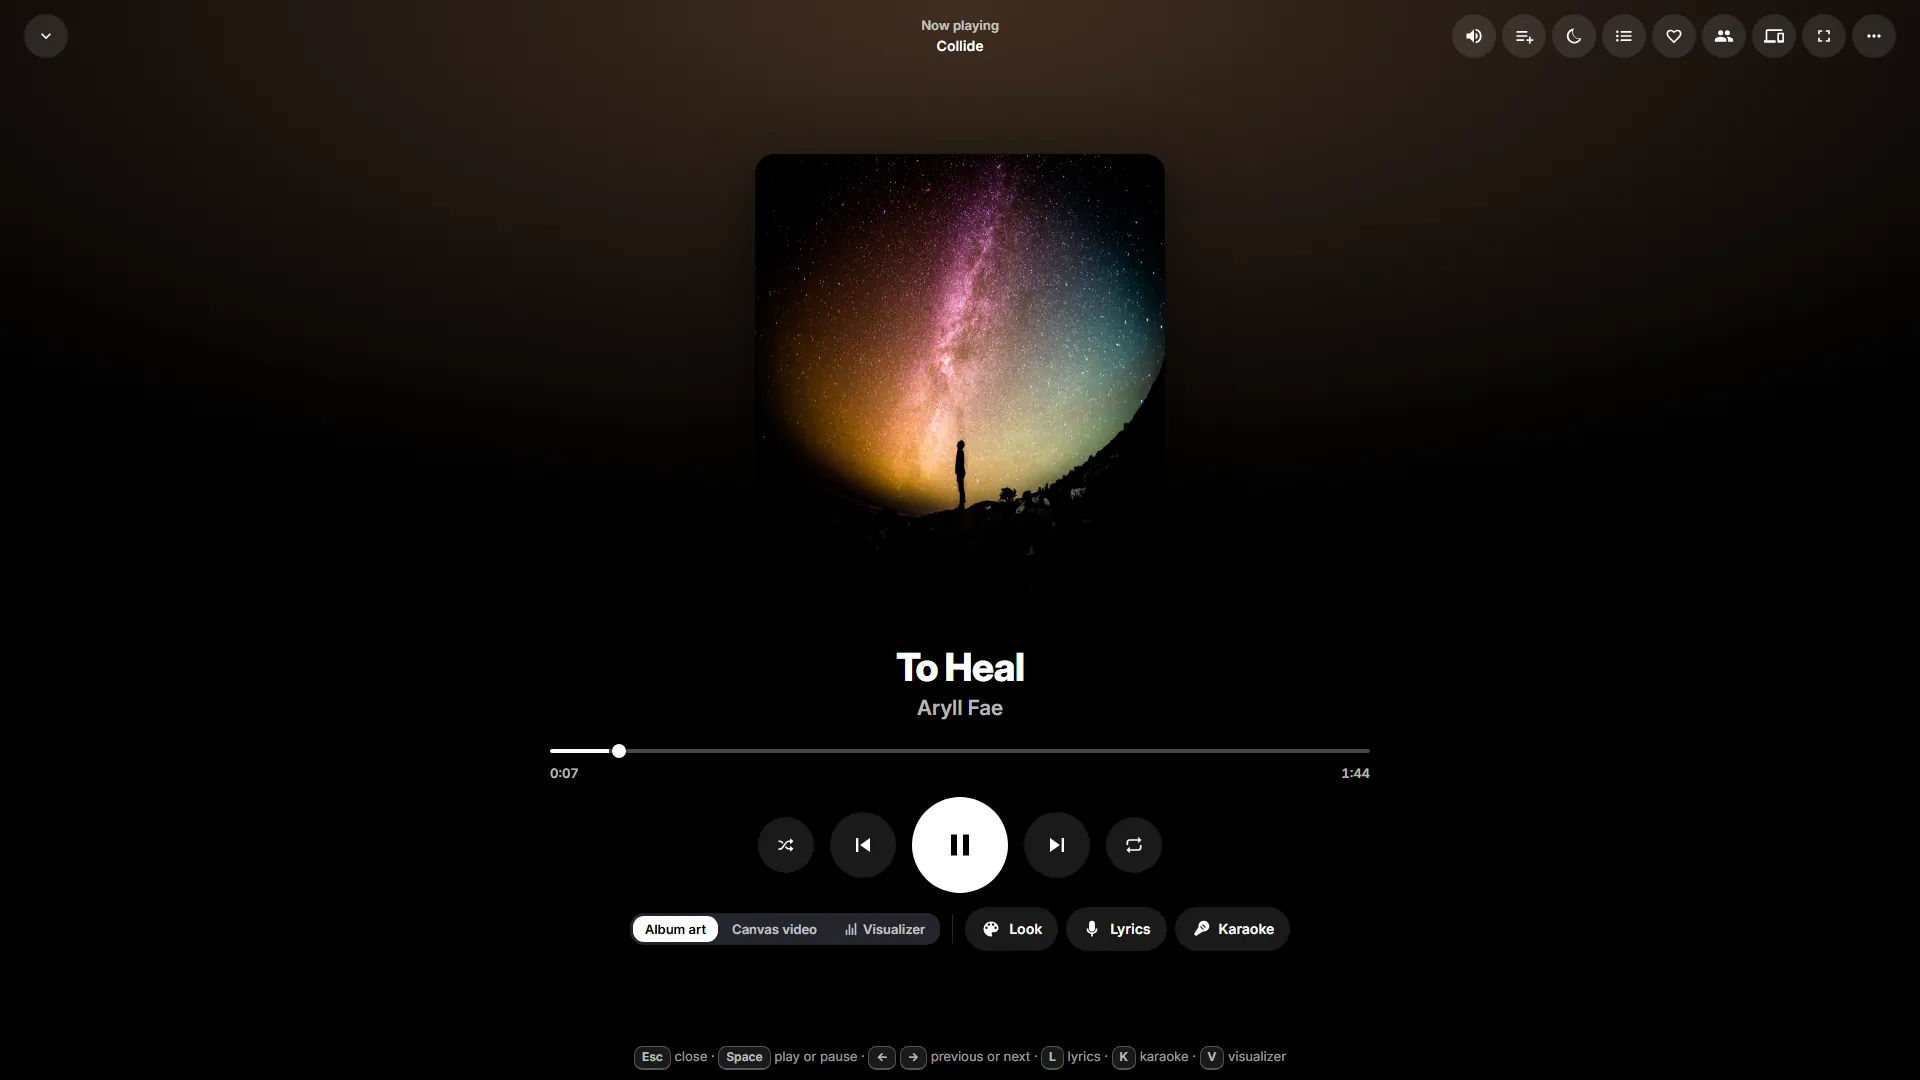 Now playing
Collide
To Heal
Aryll Fae
0:07 1:44
Album art Canvas video Visualizer Look Lyrics Karaoke
Esc close · Space play or pause · ← → previous or next · L lyrics · K karaoke · V visualizer